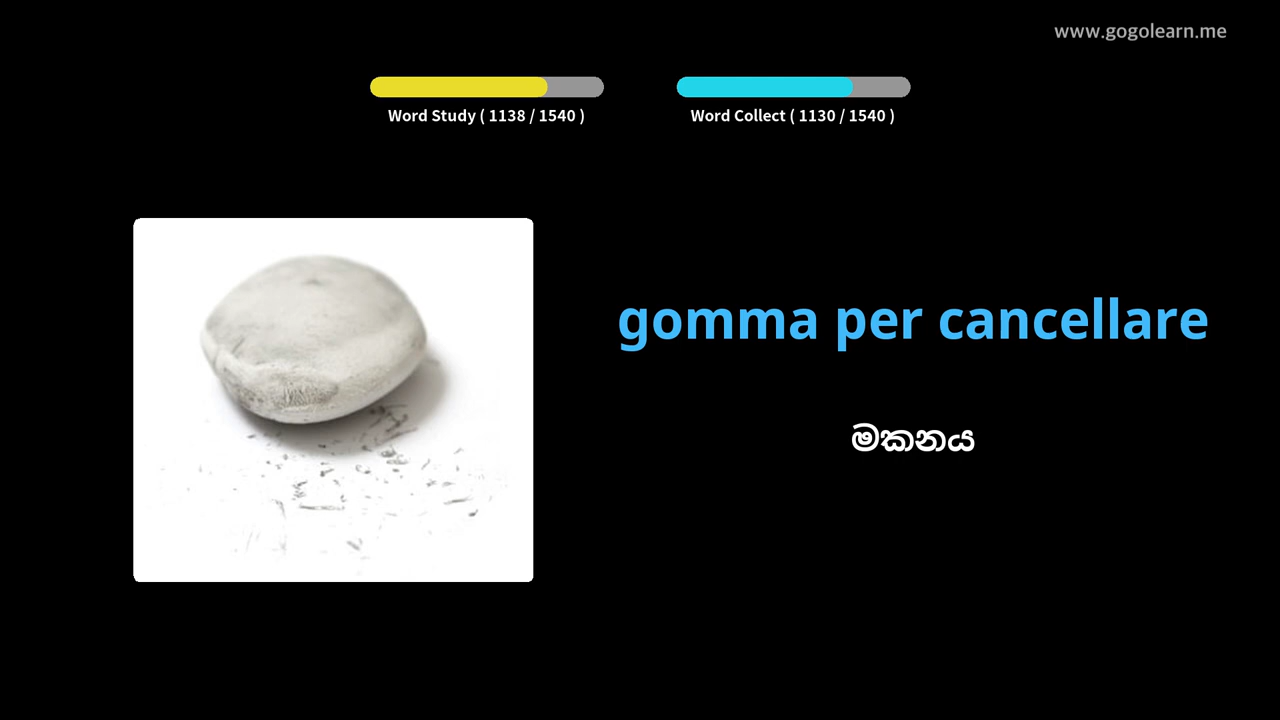 www.gogolearn.me
Word Study ( 1138 / 1540 )
Word Collect ( 1130 / 1540 )
gomma per cancellare
මකනය